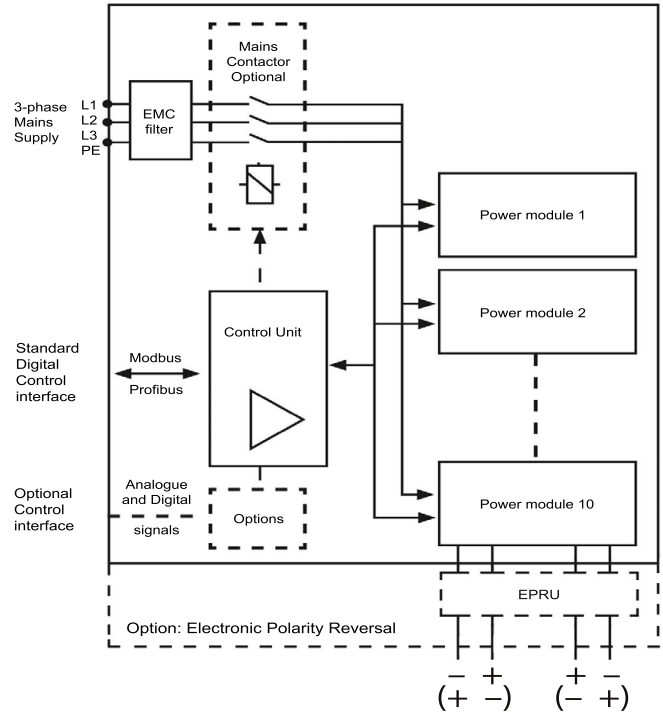 Mains
Contactor
Optional
3-phase
Mains
Supply
L1
L2
L3
PE
EMC
filter
Power module 1
Power module 2
Control Unit
Standard
Digital
Control
interface
Modbus
Profibus
Optional
Control
interface
Analogue
and Digital
signals
Options
Power module 10
EPRU
Option: Electronic Polarity Reversal
− + + −
(+ −) (− +)